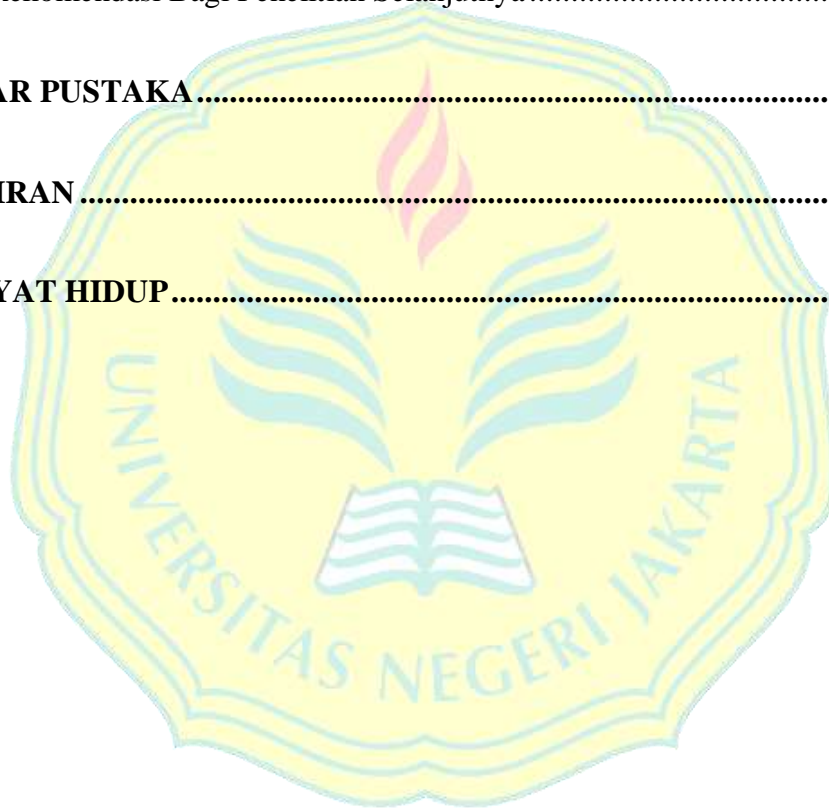 Rekomendasi Bagi Penelitian Selanjutnya..................................................
AR PUSTAKA................................................................................
IRAN................................................................................................
YAT HIDUP...................................................................................
UNIVERSITAS NEGERI JAKARTA